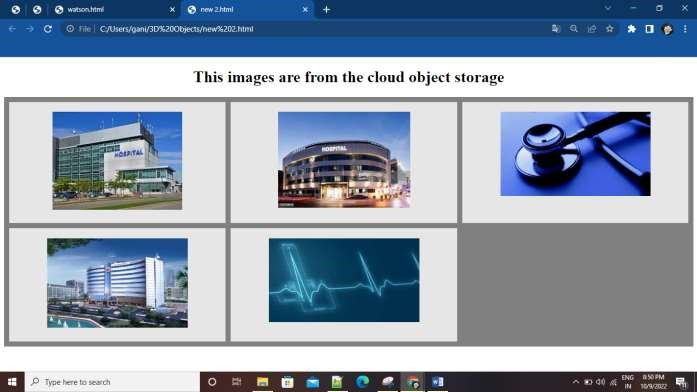 watson.html
new 2.html
File | C:/Users/gani/3D%20Objects/new%202.html
This images are from the cloud object storage
HOSPITAL
HOSPITAL
Type here to search
ENG
IN
8:50 PM
10/9/2022